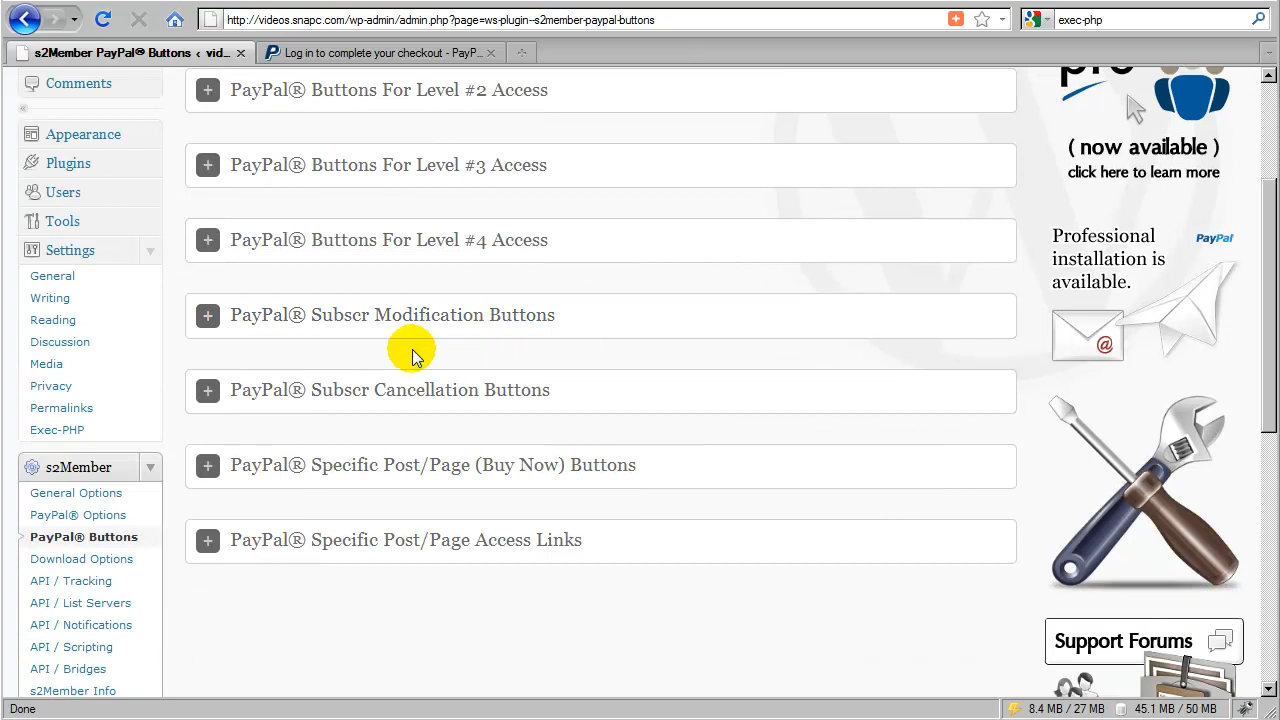 http://videos.snapc.com/wp-admin/admin.php?page=ws-plugin--s2member-paypal-buttons
exec-php
s2Member PayPal® Buttons ‹ vid...
Log in to complete your checkout - PayP...
Comments
Appearance
Plugins
Users
Tools
Settings
General
Writing
Reading
Discussion
Media
Privacy
Permalinks
Exec-PHP
s2Member
General Options
PayPal® Options
PayPal® Buttons
Download Options
API / Tracking
API / List Servers
API / Notifications
API / Scripting
API / Bridges
s2Member Info
PayPal® Buttons For Level #2 Access
PayPal® Buttons For Level #3 Access
PayPal® Buttons For Level #4 Access
PayPal® Subscr Modification Buttons
PayPal® Subscr Cancellation Buttons
PayPal® Specific Post/Page (Buy Now) Buttons
PayPal® Specific Post/Page Access Links
pro
( now available )
click here to learn more
Professional
installation is
available.
PayPal
Support Forums
Done
8.4 MB / 27 MB
45.1 MB / 50 MB